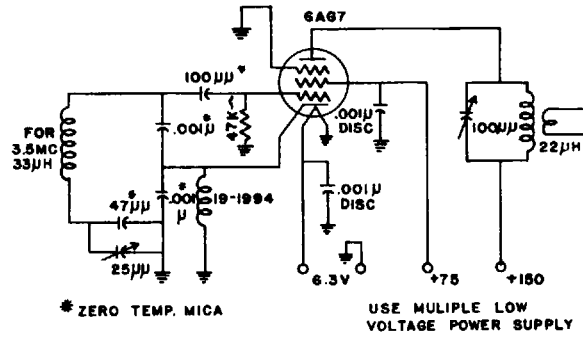 6AG7
100μμ*
FOR
3.5MC
33μH
.001μ*
47K
.001μ
DISC
100μμ
22μH
47μμ*
*.001
μ
19-1994
.001μ
DISC
25μμ
6.3V
+75
+150
* ZERO TEMP. MICA
USE MULIPLE LOW
VOLTAGE POWER SUPPLY